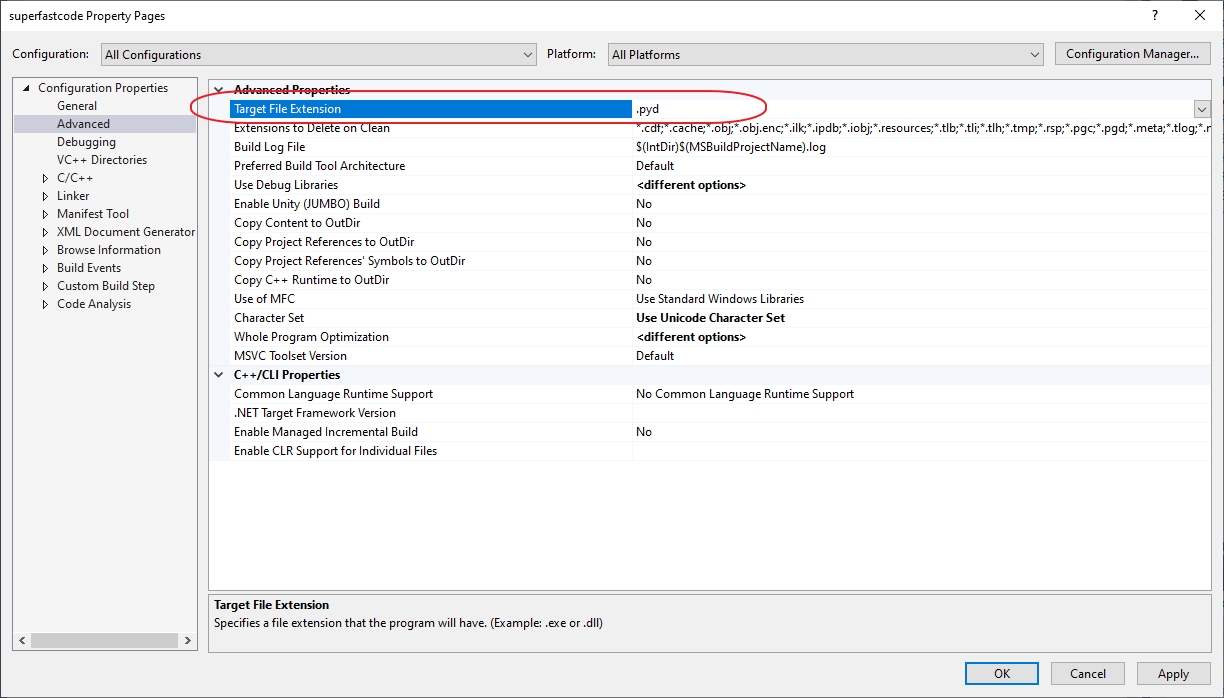 superfastcode Property Pages
?
Configuration: All Configurations Platform: All Platforms Configuration Manager...
Configuration Properties
General
Advanced
Debugging
VC++ Directories
C/C++
Linker
Manifest Tool
XML Document Generator
Browse Information
Build Events
Custom Build Step
Code Analysis
Advanced Properties
Target File Extension .pyd
Extensions to Delete on Clean *.cdf;*.cache;*.obj;*.obj.enc;*.ilk;*.ipdb;*.iobj;*.resources;*.tlb;*.tli;*.tlh;*.tmp;*.rsp;*.pgc;*.pgd;*.meta;*.tlog;*.
Build Log File $(IntDir)$(MSBuildProjectName).log
Preferred Build Tool Architecture Default
Use Debug Libraries <different options>
Enable Unity (JUMBO) Build No
Copy Content to OutDir No
Copy Project References to OutDir No
Copy Project References' Symbols to OutDir No
Copy C++ Runtime to OutDir No
Use of MFC Use Standard Windows Libraries
Character Set Use Unicode Character Set
Whole Program Optimization <different options>
MSVC Toolset Version Default
C++/CLI Properties
Common Language Runtime Support No Common Language Runtime Support
.NET Target Framework Version
Enable Managed Incremental Build No
Enable CLR Support for Individual Files
Target File Extension
Specifies a file extension that the program will have. (Example: .exe or .dll)
OK Cancel Apply